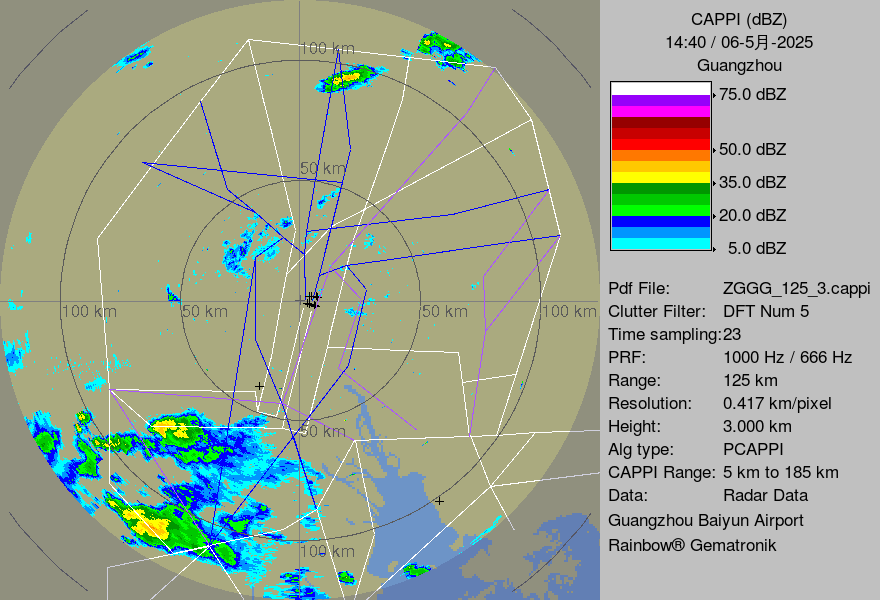 CAPPI (dBZ)
14:40 / 06-5月-2025
Guangzhou
75.0 dBZ
50.0 dBZ
35.0 dBZ
20.0 dBZ
5.0 dBZ
Pdf File: ZGGG_125_3.cappi
Clutter Filter: DFT Num 5
Time sampling:23
PRF: 1000 Hz / 666 Hz
Range: 125 km
Resolution: 0.417 km/pixel
Height: 3.000 km
Alg type: PCAPPI
CAPPI Range: 5 km to 185 km
Data: Radar Data
Guangzhou Baiyun Airport
Rainbow® Gematronik
100 km
50 km
100 km 50 km 50 km 100 km
50 km
100 km